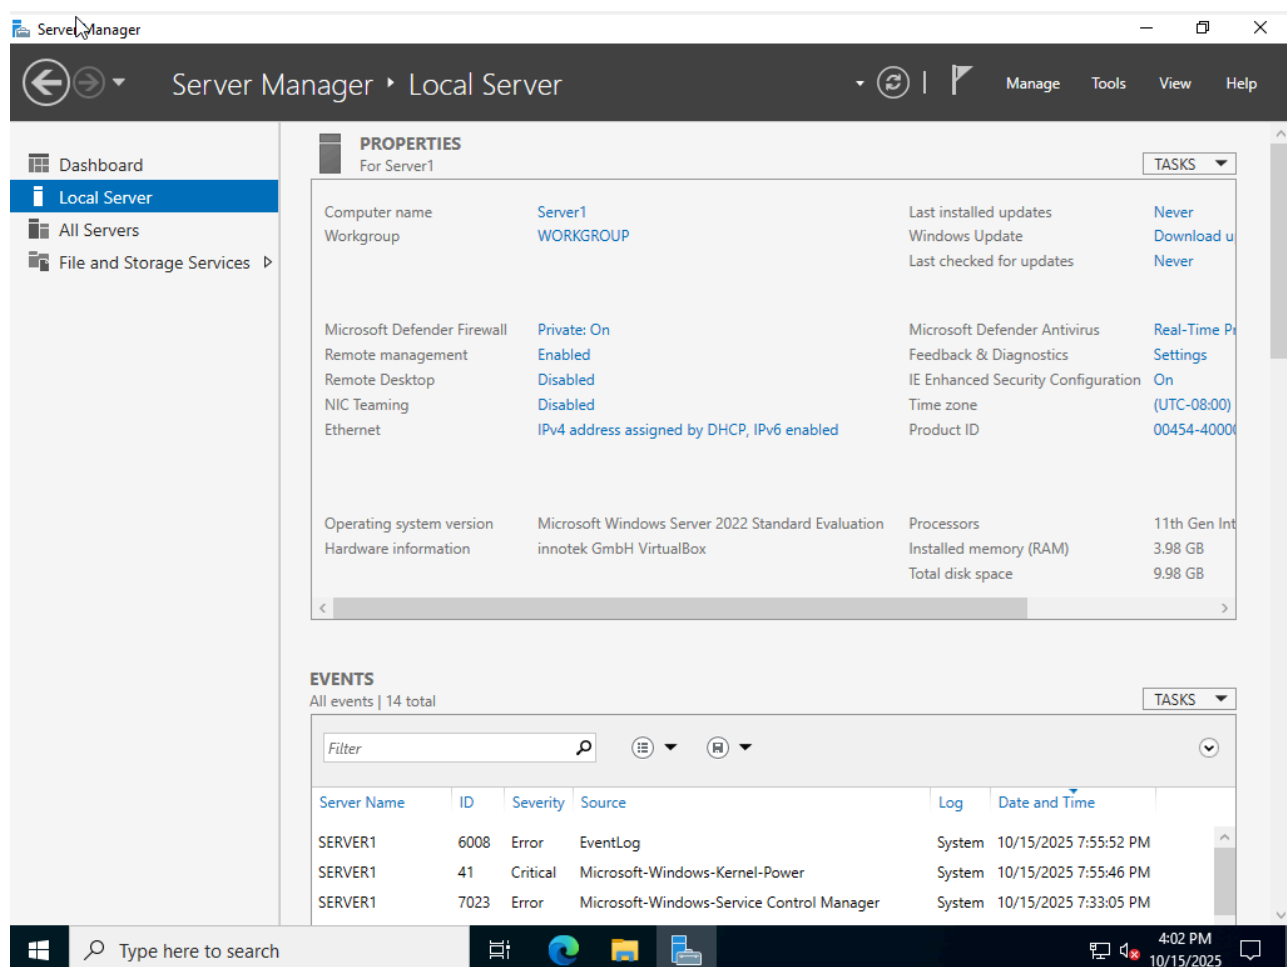 Server Manager
Server Manager ‣ Local Server
Manage Tools View Help
Dashboard
Local Server
All Servers
File and Storage Services
PROPERTIES
For Server1
TASKS
Computer name Server1 Last installed updates Never
Workgroup WORKGROUP Windows Update Download u
Last checked for updates Never
Microsoft Defender Firewall Private: On Microsoft Defender Antivirus Real-Time Pr
Remote management Enabled Feedback & Diagnostics Settings
Remote Desktop Disabled IE Enhanced Security Configuration On
NIC Teaming Disabled Time zone (UTC-08:00)
Ethernet IPv4 address assigned by DHCP, IPv6 enabled Product ID 00454-40000
Operating system version Microsoft Windows Server 2022 Standard Evaluation Processors 11th Gen Int
Hardware information innotek GmbH VirtualBox Installed memory (RAM) 3.98 GB
Total disk space 9.98 GB
EVENTS
All events | 14 total
TASKS
Filter
Server Name ID Severity Source Log Date and Time
SERVER1 6008 Error EventLog System 10/15/2025 7:55:52 PM
SERVER1 41 Critical Microsoft-Windows-Kernel-Power System 10/15/2025 7:55:46 PM
SERVER1 7023 Error Microsoft-Windows-Service Control Manager System 10/15/2025 7:33:05 PM
Type here to search
4:02 PM
10/15/2025